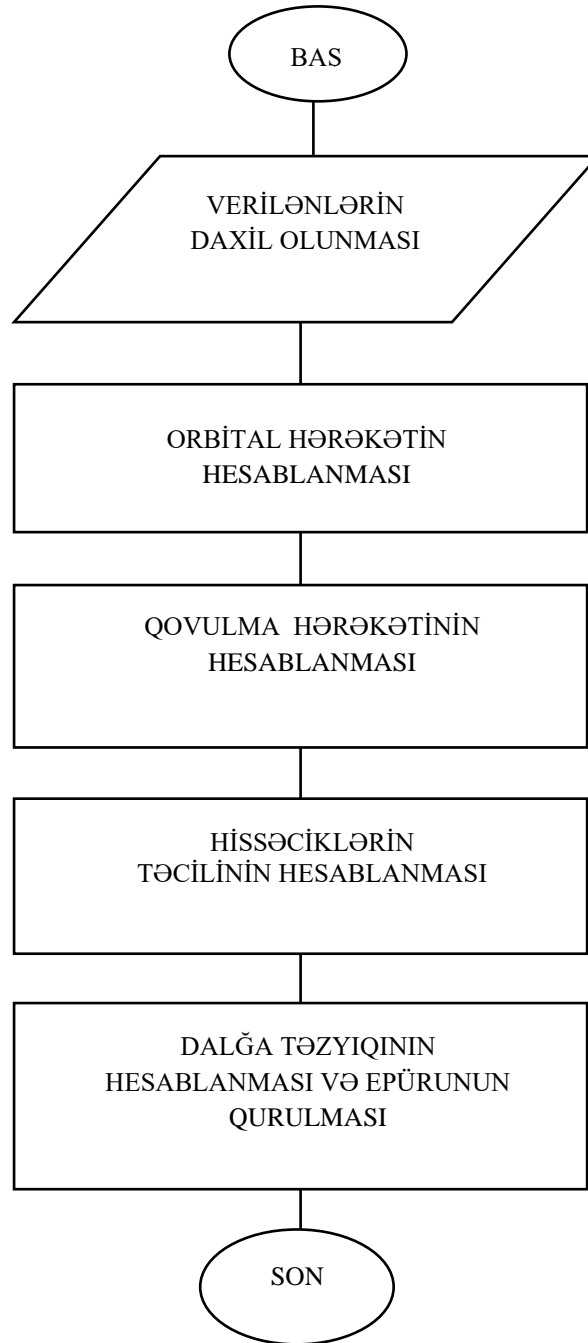 BAS
VERİLƏNLƏRİN
DAXİL OLUNMASI
ORBİTAL HƏRƏKƏTİN
HESABLANMASI
QOVULMA HƏRƏKƏTİNİN
HESABLANMASI
HİSSƏCİKLƏRİN
TƏCİLİNİN HESABLANMASI
DALĞA TƏZYIQININ
HESABLANMASI VƏ EPÜRUNUN
QURULMASI
SON